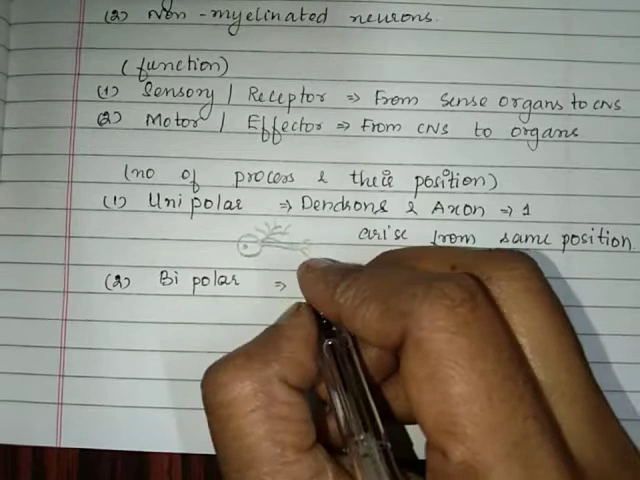 (2) Non-myelinated neurons.
(function)
(1) Sensory / Receptor ⇒ From sense organs to CNS
(2) Motor / Effector ⇒ From CNS to organs
(no of process & their position)
(1) Unipolar ⇒ Dendrons & Axon ⇒ 1
arise from same position.
(2) Bi polar ⇒